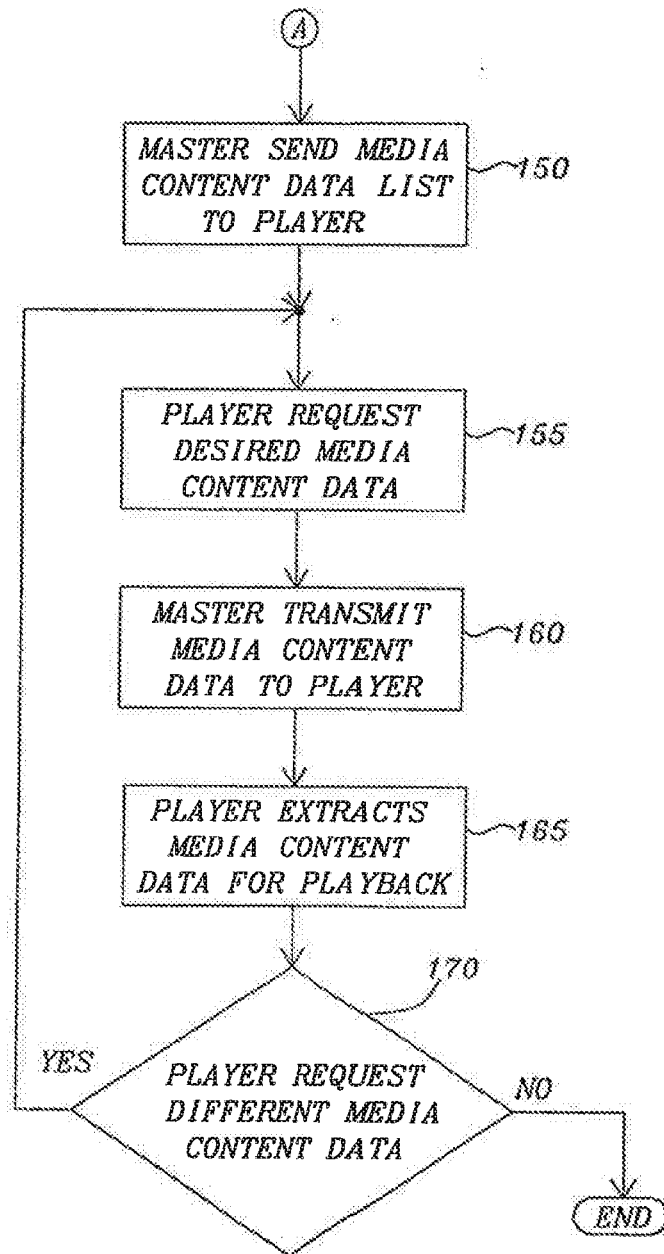 A
MASTER SEND MEDIA
CONTENT DATA LIST
TO PLAYER
150
PLAYER REQUEST
DESIRED MEDIA
CONTENT DATA
155
MASTER TRANSMIT
MEDIA CONTENT
DATA TO PLAYER
160
PLAYER EXTRACTS
MEDIA CONTENT
DATA FOR PLAYBACK
165
170
YES
PLAYER REQUEST
DIFFERENT MEDIA
CONTENT DATA
NO
END